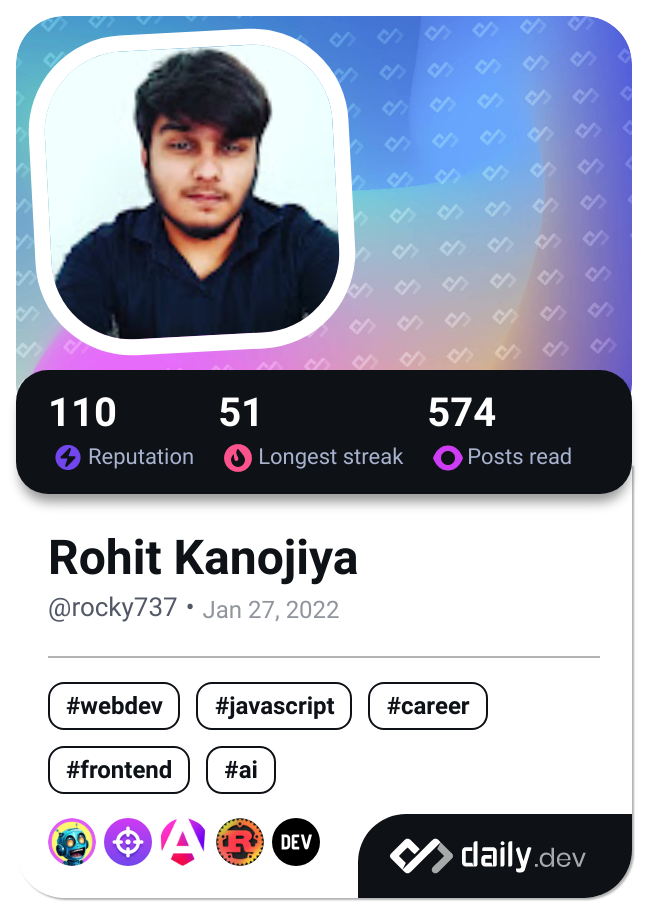 110 51 574
Reputation Longest streak Posts read
Rohit Kanojiya
@rocky737 • Jan 27, 2022
#webdev #javascript #career
#frontend #ai
R DEV
daily.dev